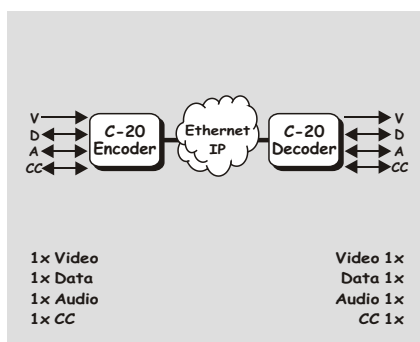 V
D
A
CC
C-20
Encoder
Ethernet
IP
C-20
Decoder
V
D
A
CC
1x Video
1x Data
1x Audio
1x CC
Video 1x
Data 1x
Audio 1x
CC 1x